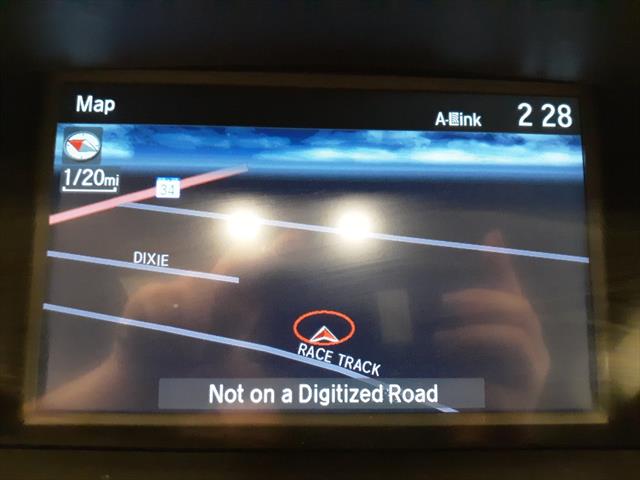 Map
A-Link 2 28
1/20mi
34
DIXIE
RACE TRACK
Not on a Digitized Road